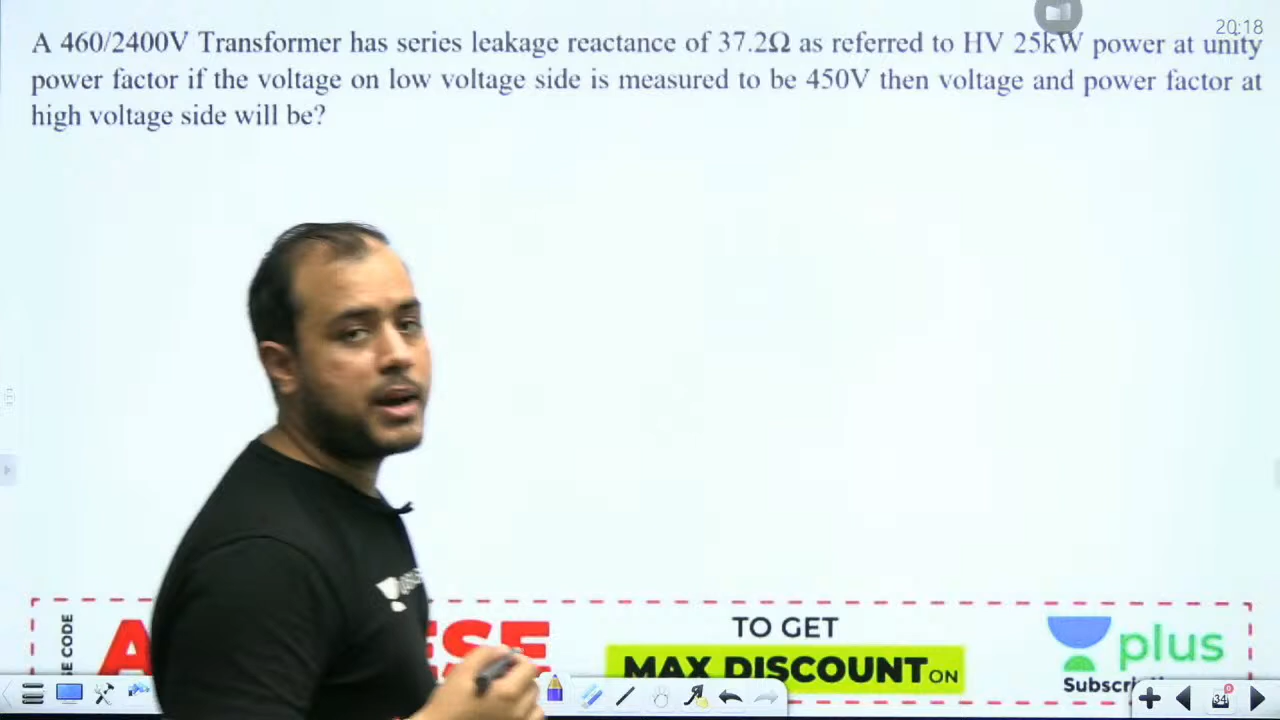 20:18
A 460/2400V Transformer has series leakage reactance of 37.2Ω as referred to HV 25kW power at unity
power factor if the voltage on low voltage side is measured to be 450V then voltage and power factor at
high voltage side will be?
TO GET
MAX DISCOUNT ON
plus
34